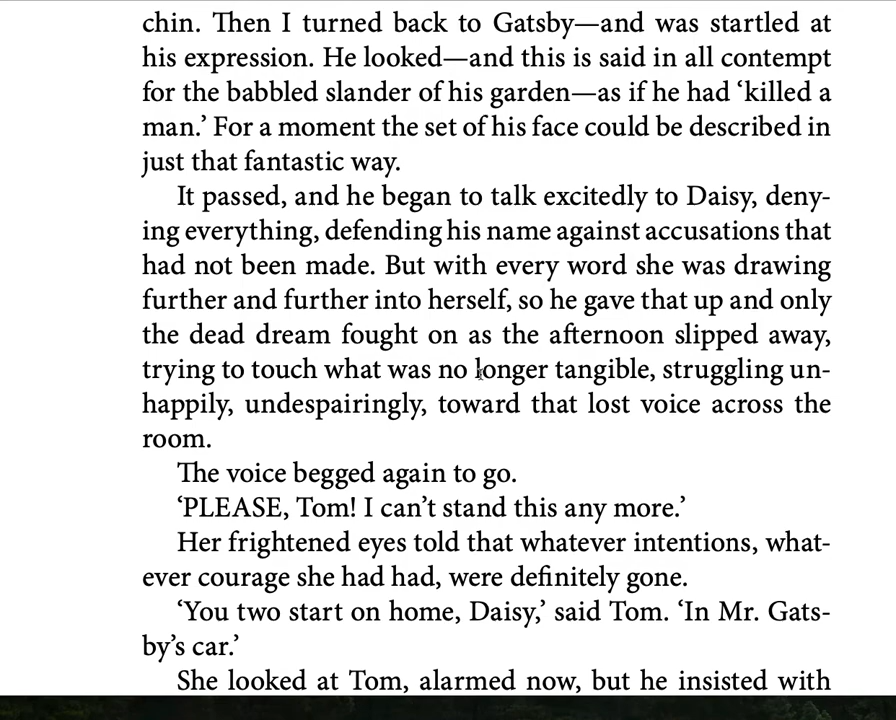 chin. Then I turned back to Gatsby—and was startled at
his expression. He looked—and this is said in all contempt
for the babbled slander of his garden—as if he had ‘killed a
man.’ For a moment the set of his face could be described in
just that fantastic way.
It passed, and he began to talk excitedly to Daisy, deny-
ing everything, defending his name against accusations that
had not been made. But with every word she was drawing
further and further into herself, so he gave that up and only
the dead dream fought on as the afternoon slipped away,
trying to touch what was no longer tangible, struggling un-
happily, undespairingly, toward that lost voice across the
room.
The voice begged again to go.
‘PLEASE, Tom! I can’t stand this any more.’
Her frightened eyes told that whatever intentions, what-
ever courage she had had, were definitely gone.
‘You two start on home, Daisy,’ said Tom. ‘In Mr. Gats-
by’s car.’
She looked at Tom, alarmed now, but he insisted with